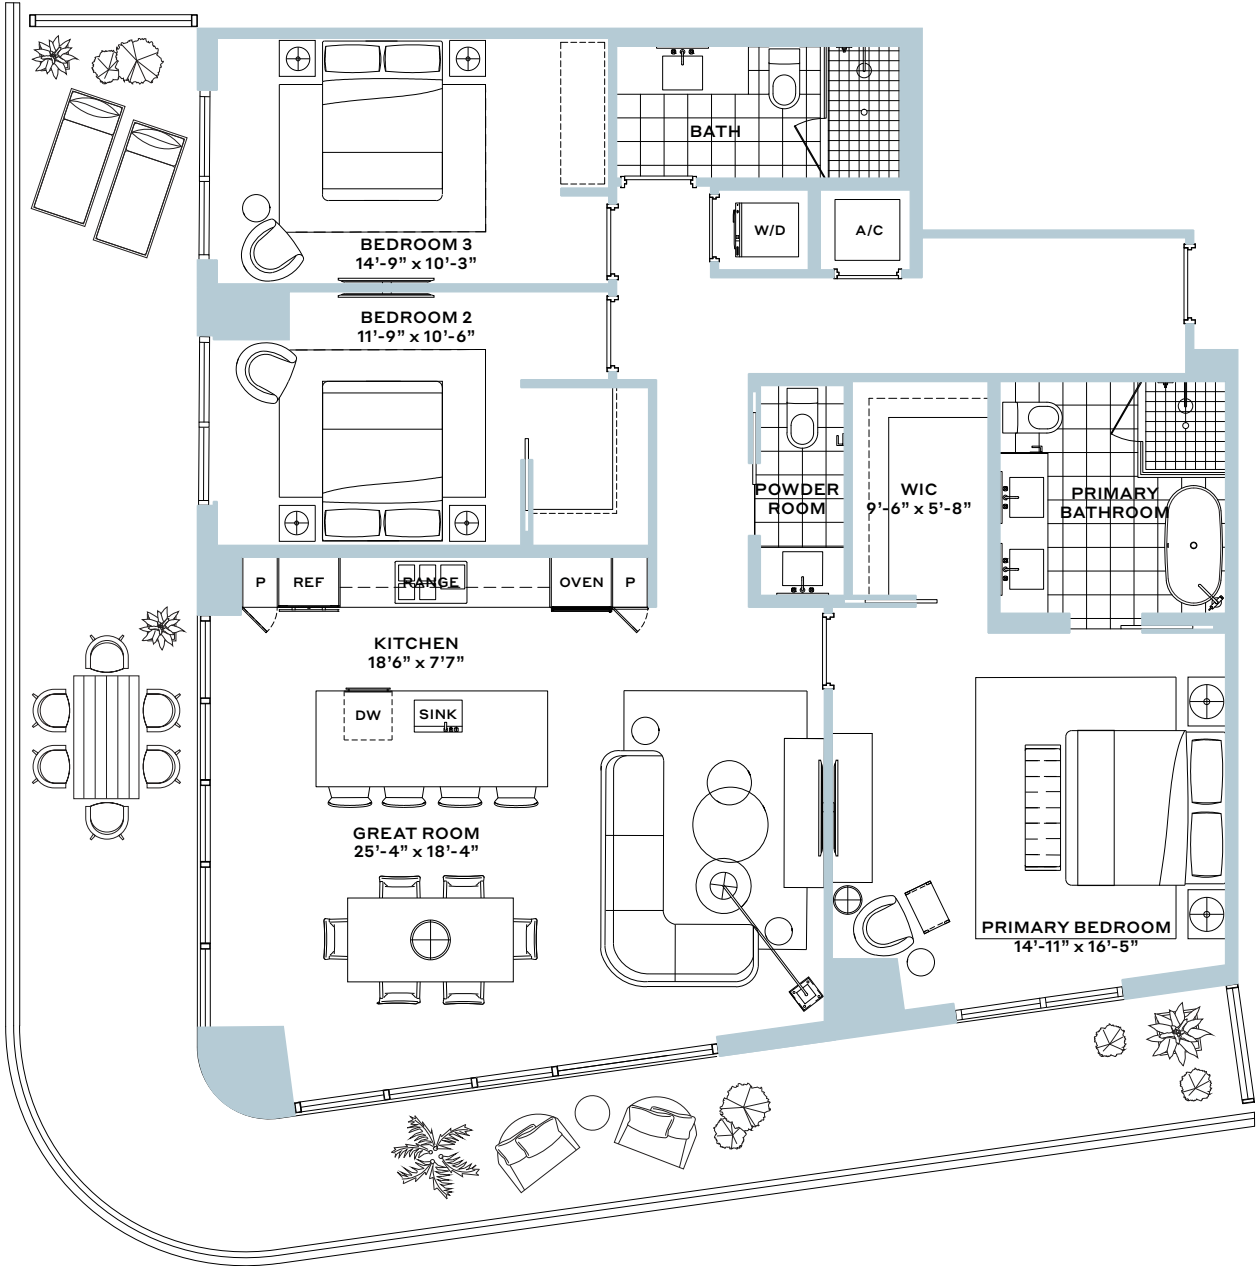 BATH
W/D
A/C
BEDROOM 3
14’-9” x 10’-3”
BEDROOM 2
11’-9” x 10’-6”
POWDER
ROOM
WIC
9’-6” x 5’-8”
PRIMARY
BATHROOM
P
REF
RANGE
OVEN
P
KITCHEN
18’6” x 7’7”
DW
SINK
GREAT ROOM
25’-4” x 18’-4”
PRIMARY BEDROOM
14’-11” x 16’-5”